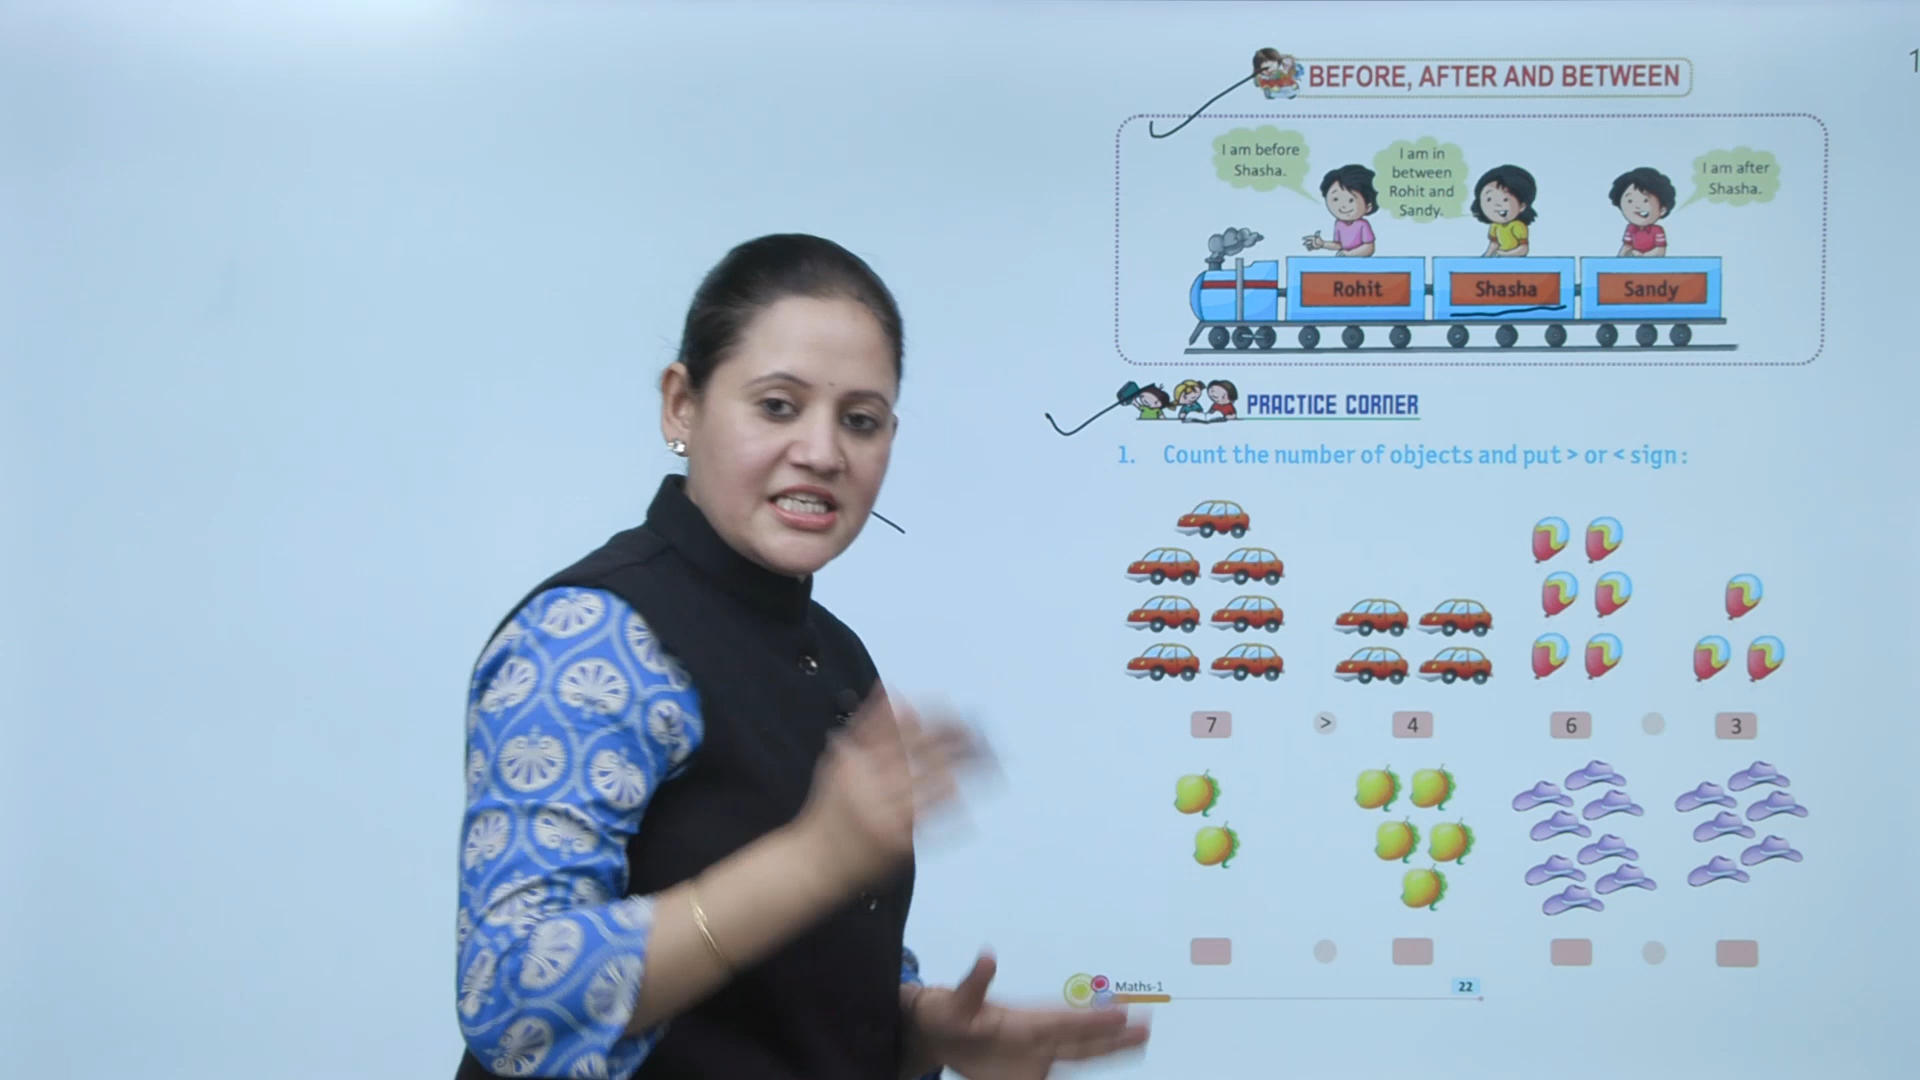 BEFORE, AFTER AND BETWEEN
I am before
Shasha.
I am in
between
Rohit and
Sandy.
I am after
Shasha.
Rohit
Shasha
Sandy
PRACTICE CORNER
1. Count the number of objects and put > or < sign :
7 > 4 6 3
Maths-1
22